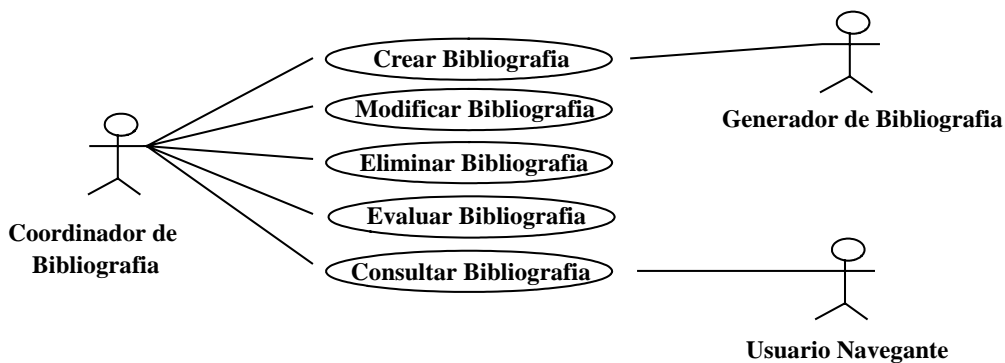 Crear Bibliografia
Modificar Bibliografia
Generador de Bibliografia
Eliminar Bibliografia
Evaluar Bibliografia
Coordinador de
Bibliografia
Consultar Bibliografia
Usuario Navegante